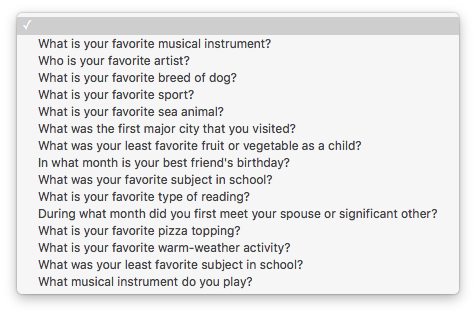 What is your favorite musical instrument?
Who is your favorite artist?
What is your favorite breed of dog?
What is your favorite sport?
What is your favorite sea animal?
What was the first major city that you visited?
What was your least favorite fruit or vegetable as a child?
In what month is your best friend's birthday?
What was your favorite subject in school?
What is your favorite type of reading?
During what month did you first meet your spouse or significant other?
What is your favorite pizza topping?
What is your favorite warm-weather activity?
What was your least favorite subject in school?
What musical instrument do you play?